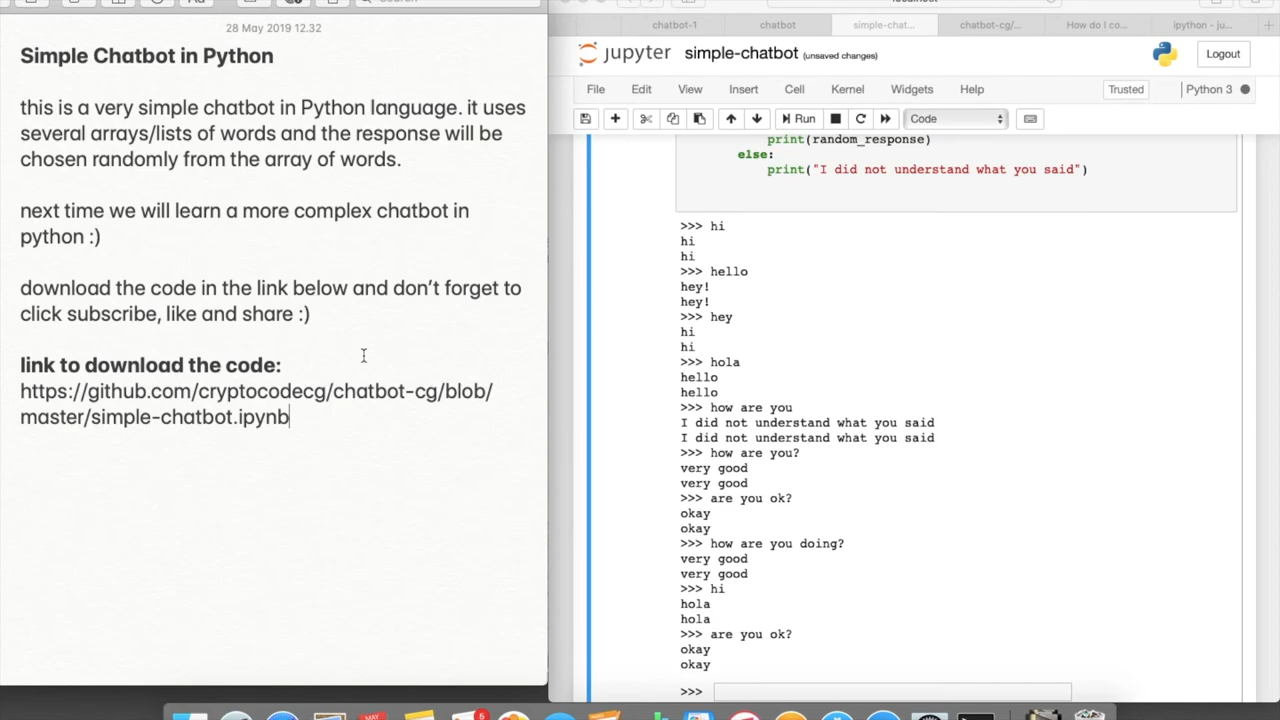 28 May 2019 12.32
Simple Chatbot in Python
this is a very simple chatbot in Python language. it uses
several arrays/lists of words and the response will be
chosen randomly from the array of words.
next time we will learn a more complex chatbot in
python :)
download the code in the link below and don’t forget to
click subscribe, like and share :)
link to download the code:
https://github.com/cryptocodecg/chatbot-cg/blob/
master/simple-chatbot.ipynb
chatbot-1 chatbot simple-chat... chatbot-cg/... How do I co... ipython - ju...
jupyter simple-chatbot (unsaved changes) Logout
File Edit View Insert Cell Kernel Widgets Help Trusted Python 3
Run Code
print(random_response)
else:
print("I did not understand what you said")
>>> hi
hi
hi
>>> hello
hey!
hey!
>>> hey
hi
hi
>>> hola
hello
hello
>>> how are you
I did not understand what you said
I did not understand what you said
>>> how are you?
very good
very good
>>> are you ok?
okay
okay
>>> how are you doing?
very good
very good
>>> hi
hola
hola
>>> are you ok?
okay
okay
>>>
MAY
5